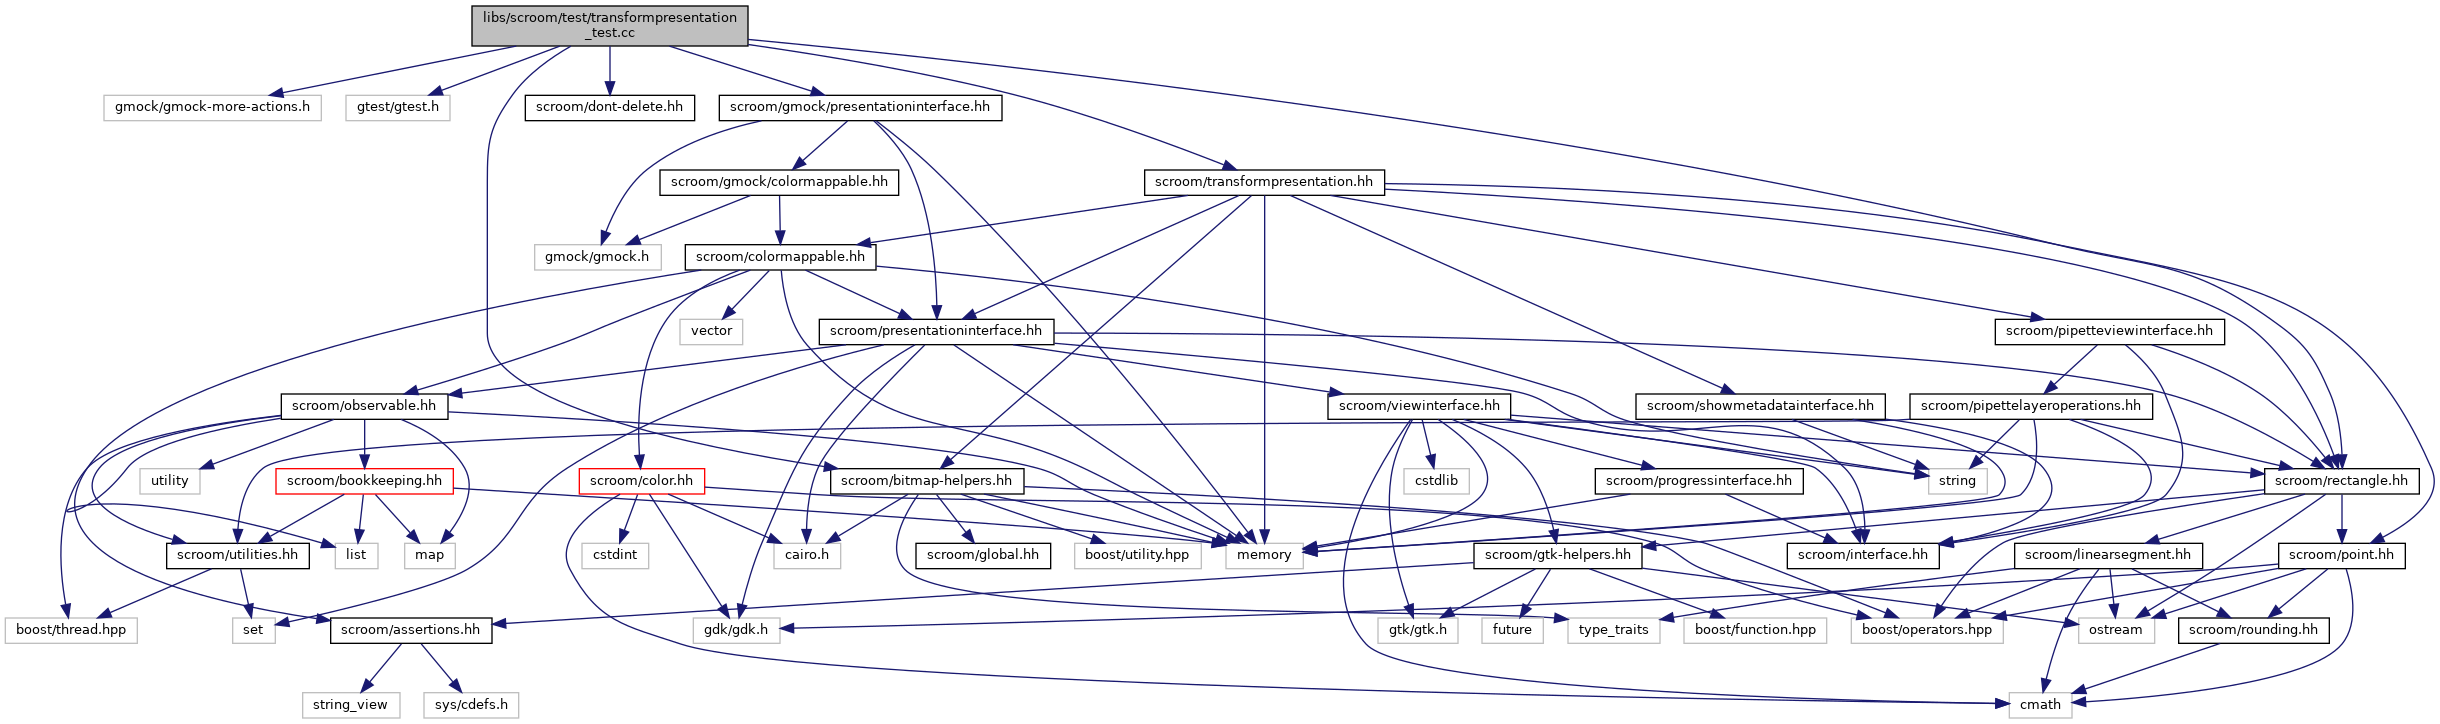 libs/scroom/test/transformpresentation
_test.cc
gmock/gmock-more-actions.h
gtest/gtest.h
scroom/dont-delete.hh
scroom/gmock/presentationinterface.hh
scroom/gmock/colormappable.hh
scroom/transformpresentation.hh
gmock/gmock.h
scroom/colormappable.hh
vector
scroom/presentationinterface.hh
scroom/pipetteviewinterface.hh
scroom/observable.hh
scroom/viewinterface.hh
scroom/showmetadatainterface.hh
scroom/pipettelayeroperations.hh
utility
scroom/bookkeeping.hh
scroom/color.hh
scroom/bitmap-helpers.hh
cstdlib
scroom/progressinterface.hh
string
scroom/rectangle.hh
scroom/utilities.hh
list
map
cstdint
cairo.h
scroom/global.hh
boost/utility.hpp
memory
scroom/gtk-helpers.hh
scroom/interface.hh
scroom/linearsegment.hh
scroom/point.hh
boost/thread.hpp
set
scroom/assertions.hh
gdk/gdk.h
gtk/gtk.h
future
type_traits
boost/function.hpp
boost/operators.hpp
ostream
scroom/rounding.hh
string_view
sys/cdefs.h
cmath